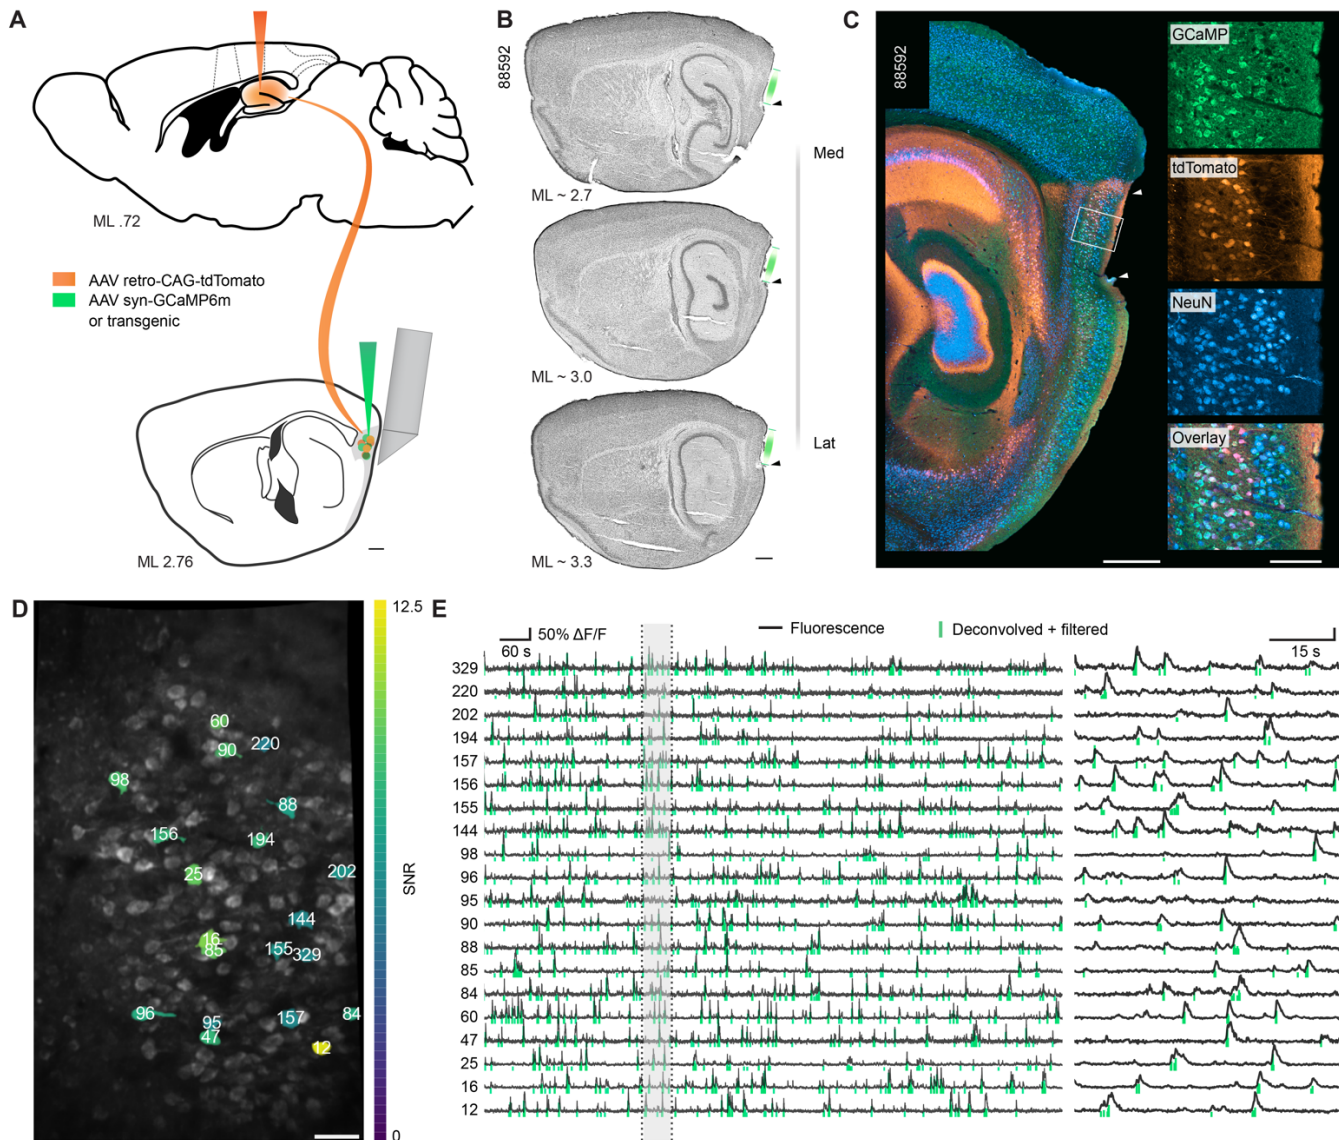 A
ML .72
AAV retro-CAG-tdTomato
AAV syn-GCaMP6m
or transgenic
ML 2.76
B
88592
ML ~ 2.7
ML ~ 3.0
ML ~ 3.3
Med
Lat
C
88592
GCaMP
tdTomato
NeuN
Overlay
D
60
90
220
98
88
156
194
25
202
144
16
85
155
329
96
95
47
157
84
12
12.5
SNR
0
E
50% ΔF/F
60 s
Fluorescence
Deconvolved + filtered
15 s
329
220
202
194
157
156
155
144
98
96
95
90
88
85
84
60
47
25
16
12